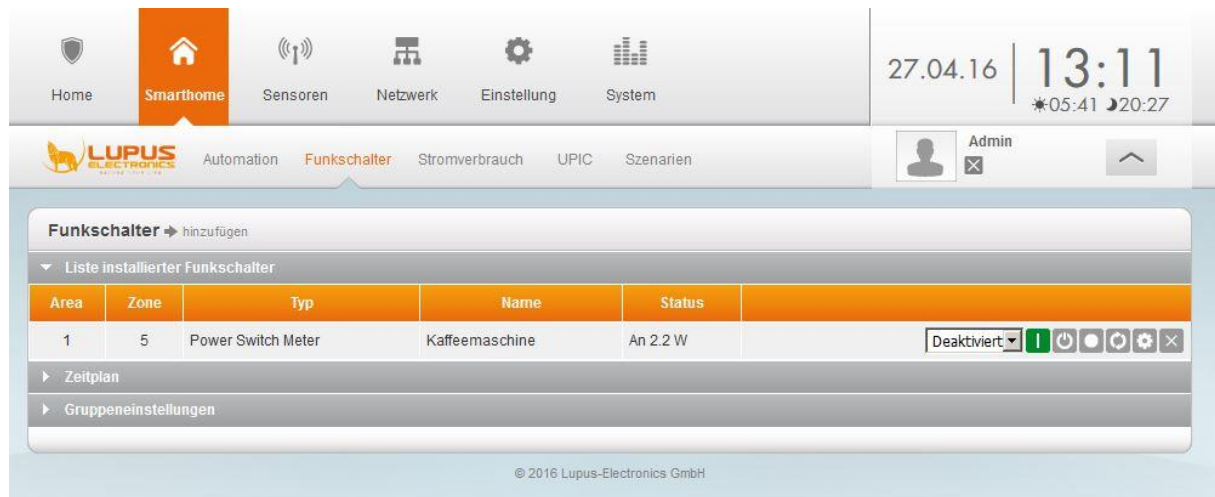 Home Smarthome Sensoren Netzwerk Einstellung System
27.04.16 13:11
05:41 20:27
LUPUS
ELECTRONICS
Automation Funkschalter Stromverbrauch UPIC Szenarien
Admin
Funkschalter hinzufügen
Liste installierter Funkschalter
Area Zone Typ Name Status
1 5 Power Switch Meter Kaffeemaschine An 2.2 W Deaktiviert
Zeitplan
Gruppeneinstellungen
© 2016 Lupus-Electronics GmbH